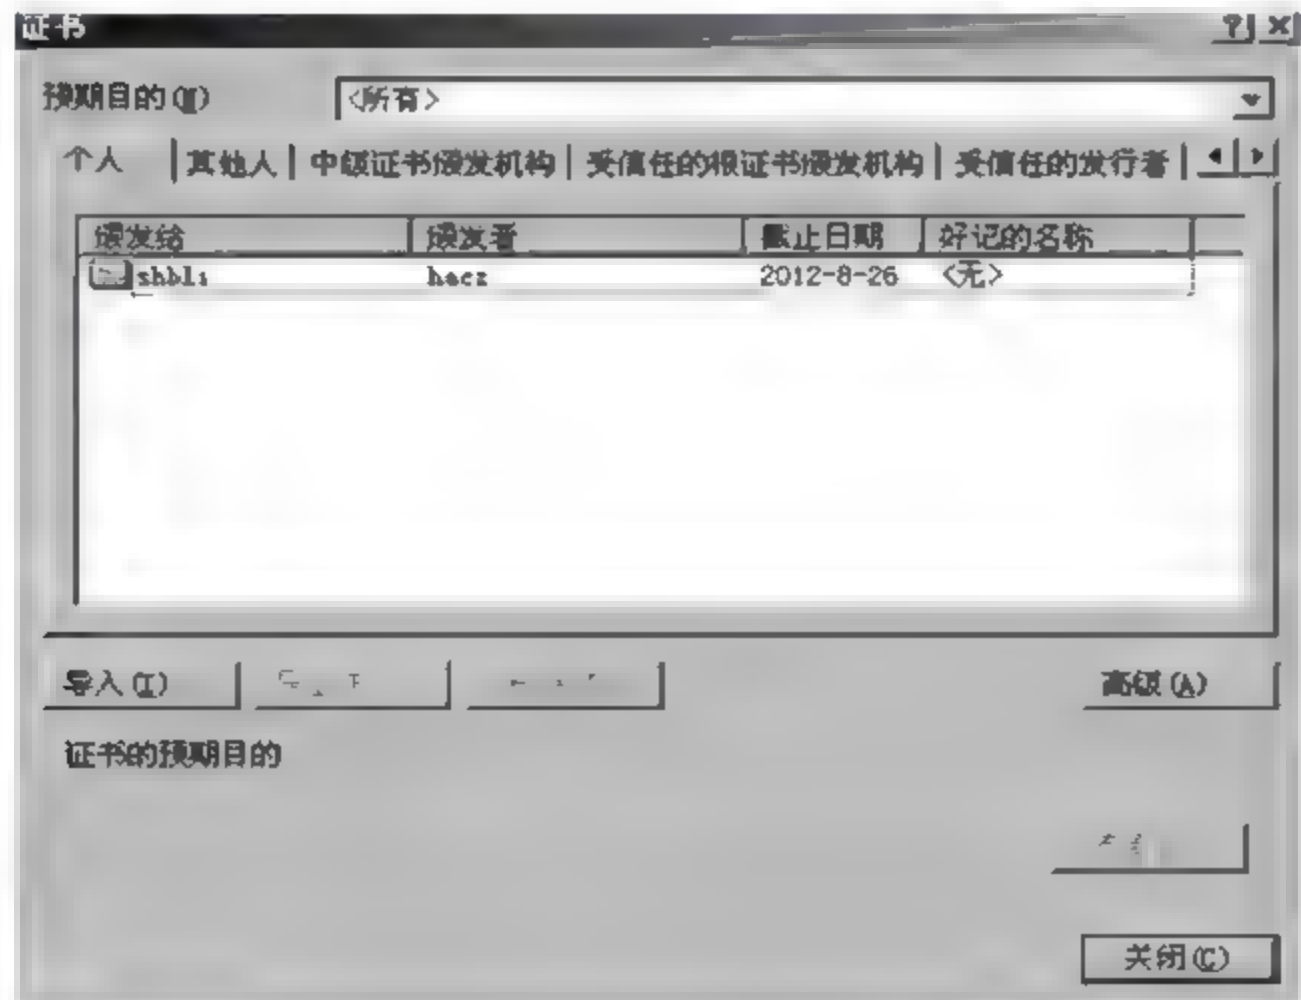 证书
预期目的(N) <所有>
个人 其他人 中级证书颁发机构 受信任的根证书颁发机构 受信任的发行者
颁发给 颁发者 截止日期 好记的名称
shbli hacz 2012-8-26 <无>
导入(I) 高级(A)
证书的预期目的
关闭(C)